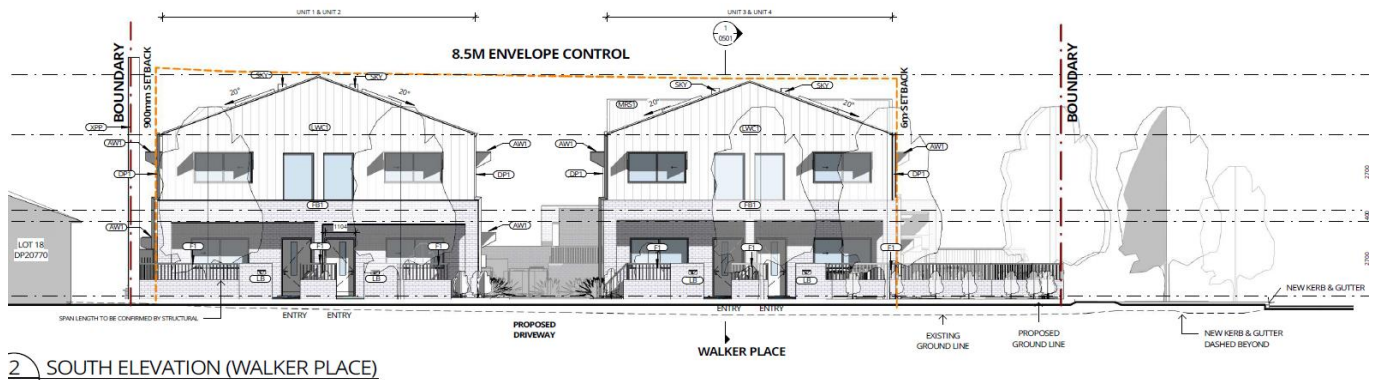 UNIT 1 & UNIT 2
UNIT 3 & UNIT 4
1
0501
8.5M ENVELOPE CONTROL
BOUNDARY
900mm SETBACK
BOUNDARY
6m SETBACK
SKY
SKY
SKY
SKY
20°
20°
20°
20°
MRS1
XPP
LWC1
LWC1
AW1
AW1
AW1
AW1
DP1
DP1
DP1
DP1
2700
FB1
FB1
400
AW1
AW1
1104
F1
F1
F1
F1
F1
F1
2700
LOT 18
DP20770
LB
LB
LB
LB
SPAN LENGTH TO BE CONFIRMED BY STRUCTURAL
ENTRY
ENTRY
ENTRY
ENTRY
NEW KERB & GUTTER
PROPOSED
DRIVEWAY
EXISTING
GROUND LINE
PROPOSED
GROUND LINE
NEW KERB & GUTTER
DASHED BEYOND
WALKER PLACE
2 SOUTH ELEVATION (WALKER PLACE)